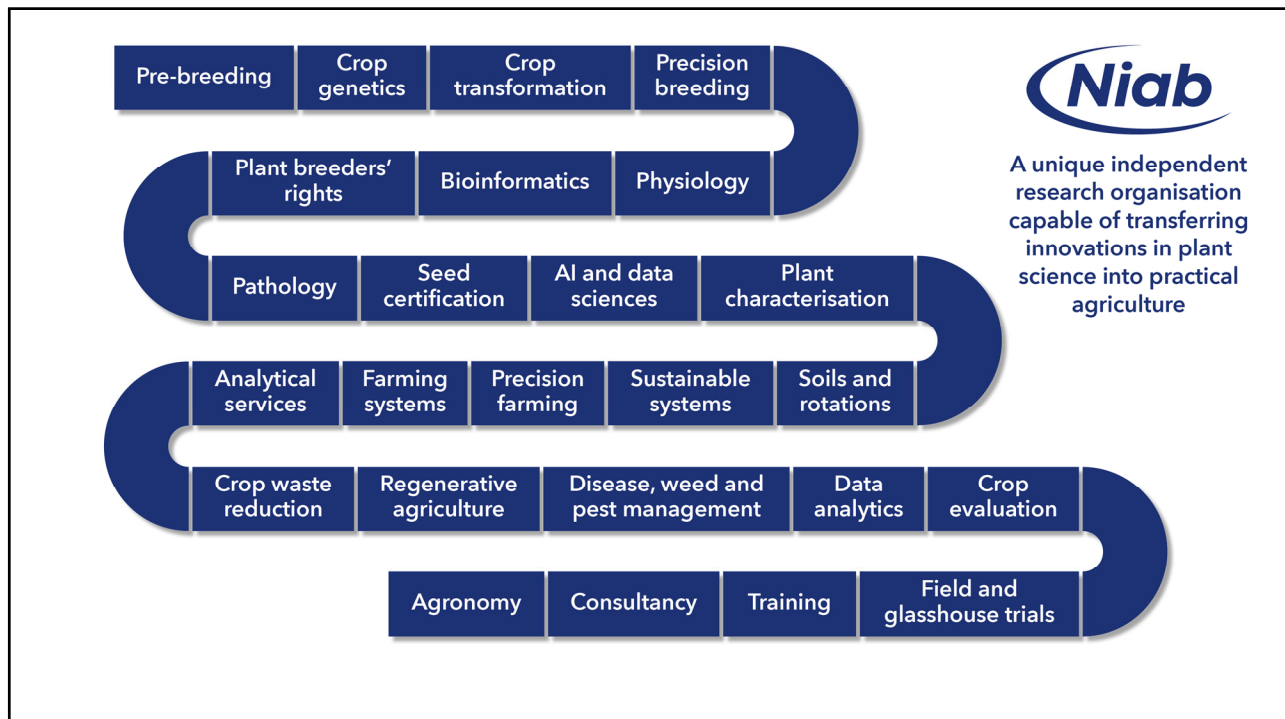 Pre-breeding
Crop
genetics
Crop
transformation
Precision
breeding
Plant breeders'
rights
Bioinformatics
Physiology
Pathology
Seed
certification
AI and data
sciences
Plant
characterisation
Analytical
services
Farming
systems
Precision
farming
Sustainable
systems
Soils and
rotations
Crop waste
reduction
Regenerative
agriculture
Disease, weed and
pest management
Data
analytics
Crop
evaluation
Agronomy
Consultancy
Training
Field and
glasshouse trials
Niab
A unique independent
research organisation
capable of transferring
innovations in plant
science into practical
agriculture